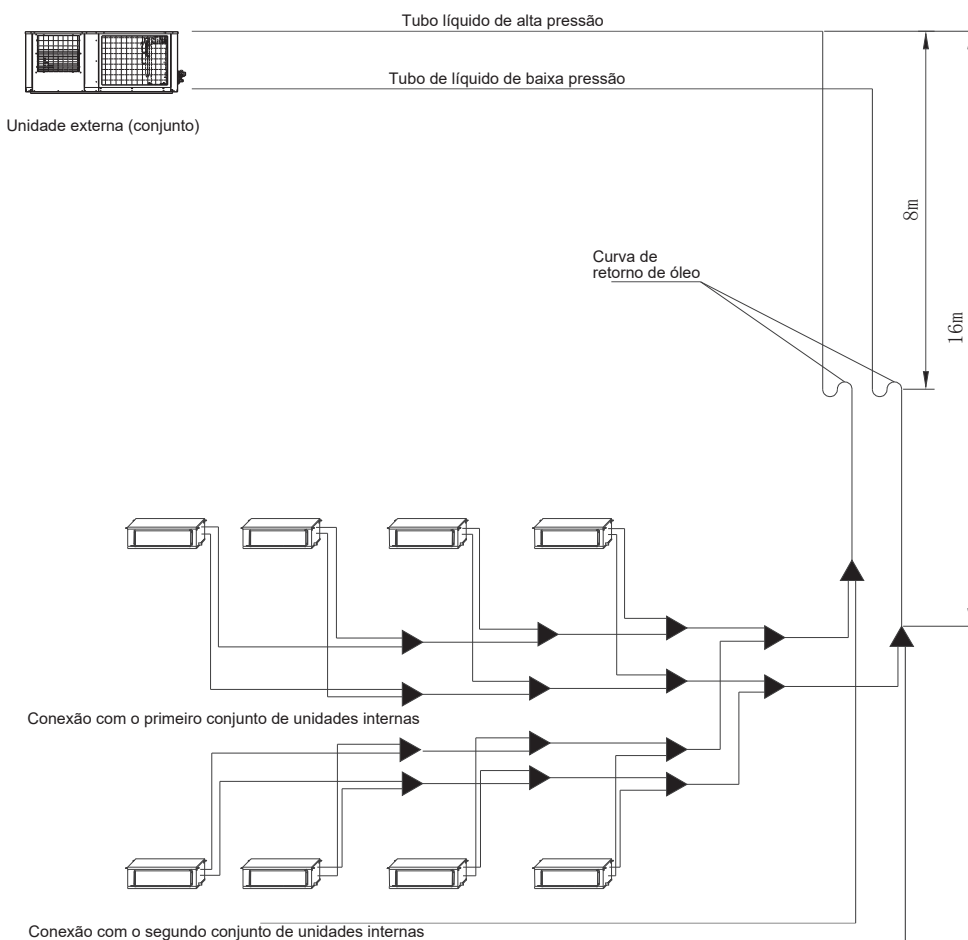 Tubo líquido de alta pressão
Tubo de líquido de baixa pressão
Unidade externa (conjunto)
8m
Curva de
retorno de óleo
16m
Conexão com o primeiro conjunto de unidades internas
Conexão com o segundo conjunto de unidades internas